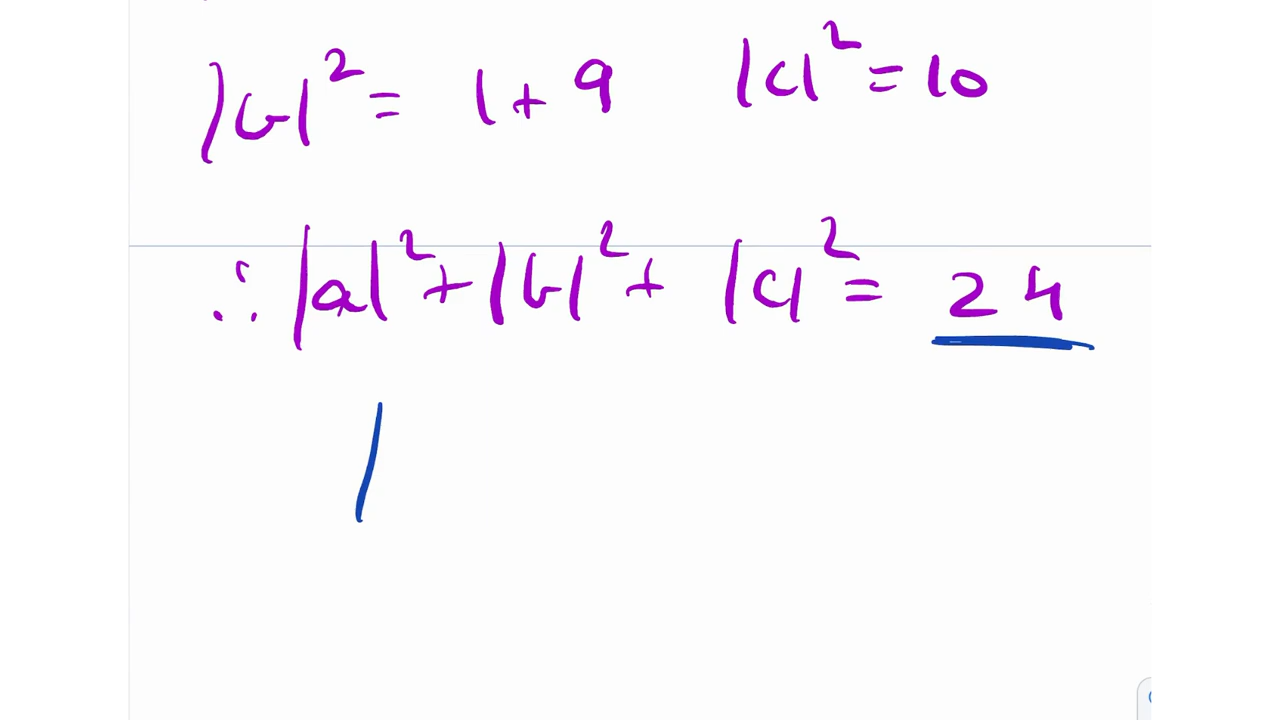 |b|² = 1 + 9 |c|² = 10
∴ |a|² + |b|² + |c|² = 24
|